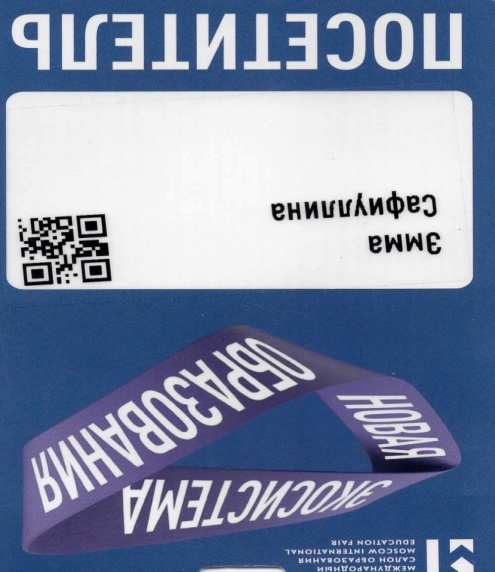 МЕЖДУНАРОДНЫЙ
САЛОН ОБРАЗОВАНИЯ
MOSCOW INTERNATIONAL
EDUCATION FAIR
НОВАЯ
ЭКОСИСТЕМА
ОБРАЗОВАНИЯ
Эмма
Сафиуллина
ПОСЕТИТЕЛЬ